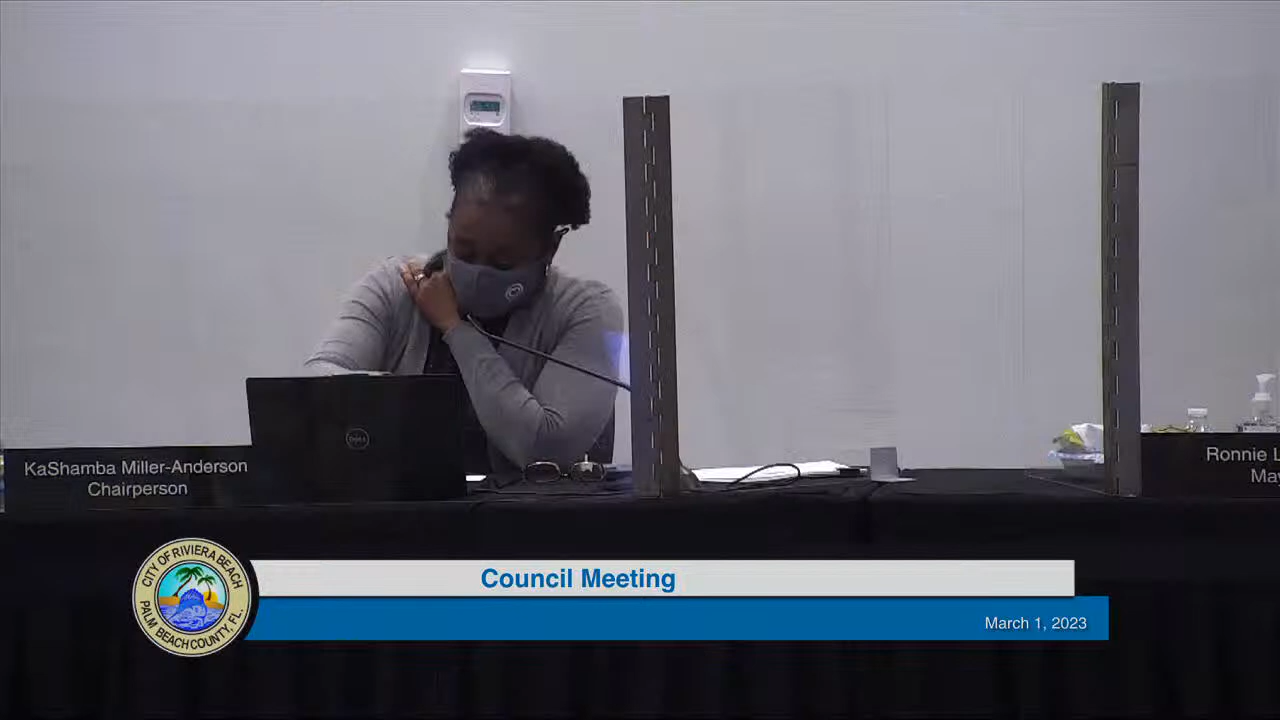 KaShamba Miller-Anderson
Chairperson
DELL
Ronnie L
May
CITY OF RIVIERA BEACH
PALM BEACH COUNTY, FL.
Council Meeting
March 1, 2023